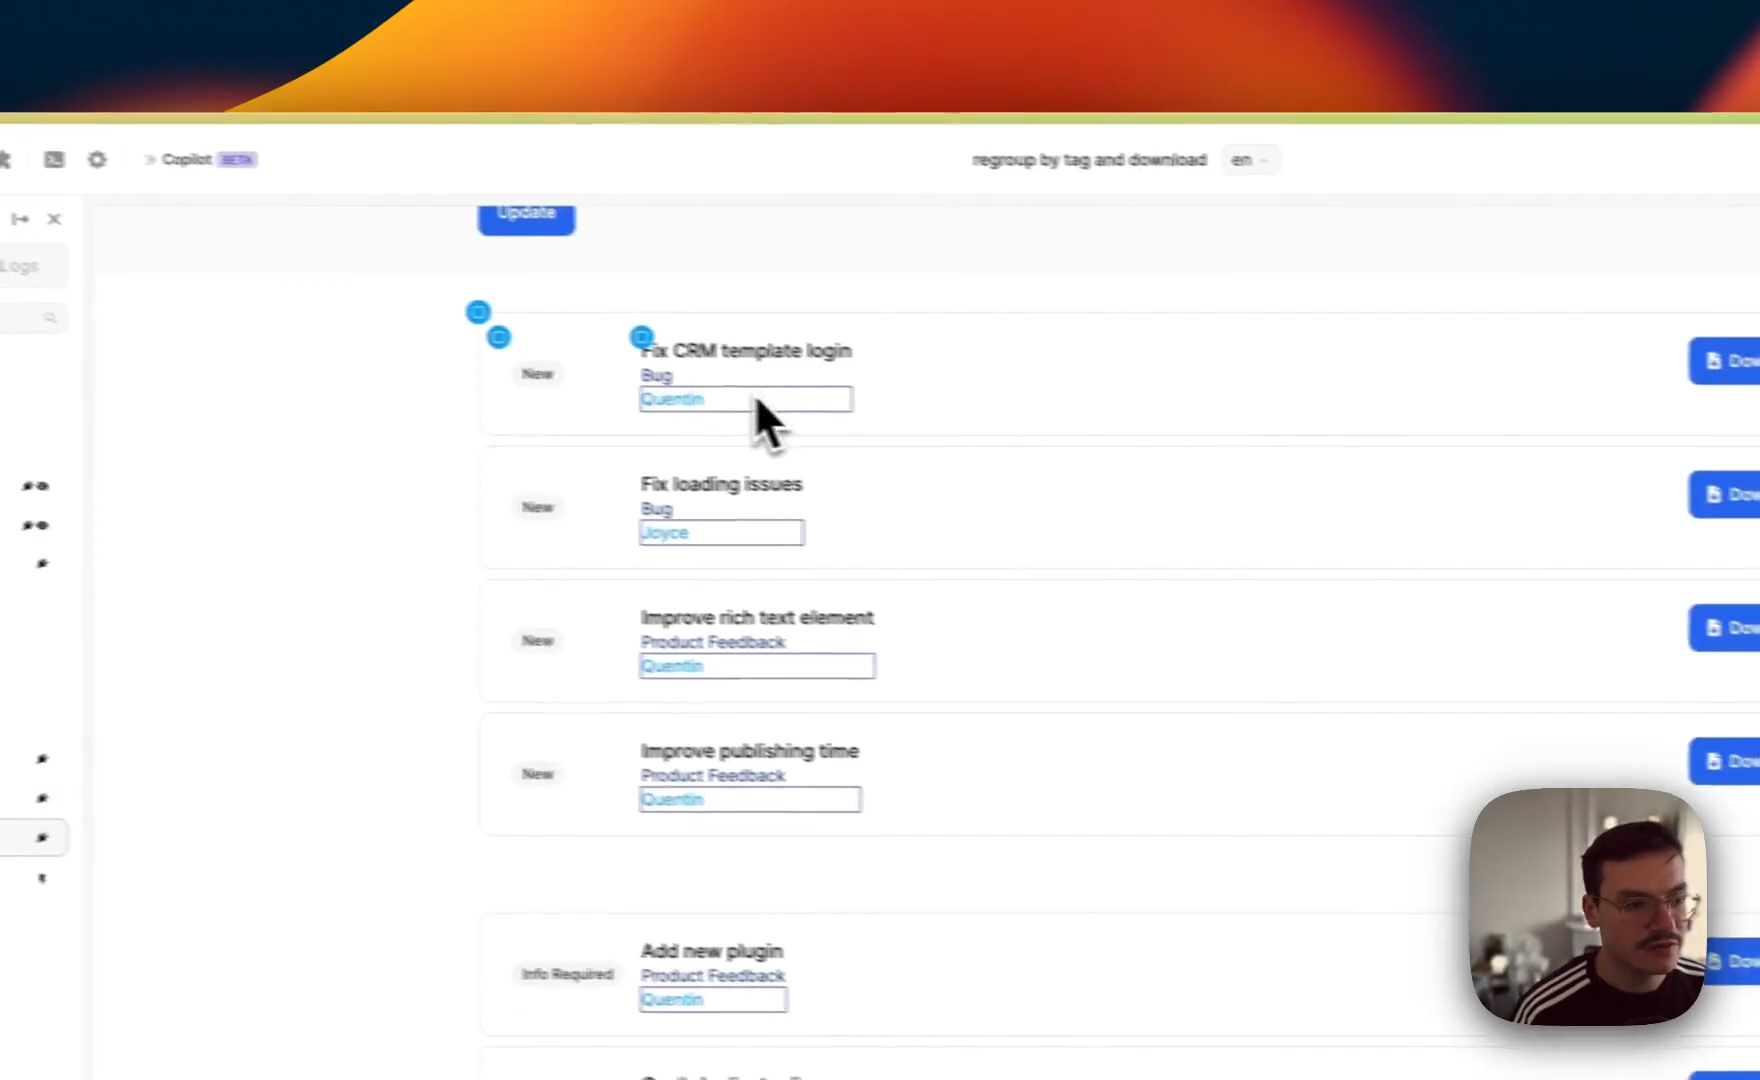 Copilot BETA
regroup by tag and download en
Logs
Update
Fix CRM template login
New
Bug
Quentin
Fix loading issues
New
Bug
Joyce
Improve rich text element
New
Product Feedback
Quentin
Improve publishing time
New
Product Feedback
Quentin
Add new plugin
Info Required
Product Feedback
Quentin